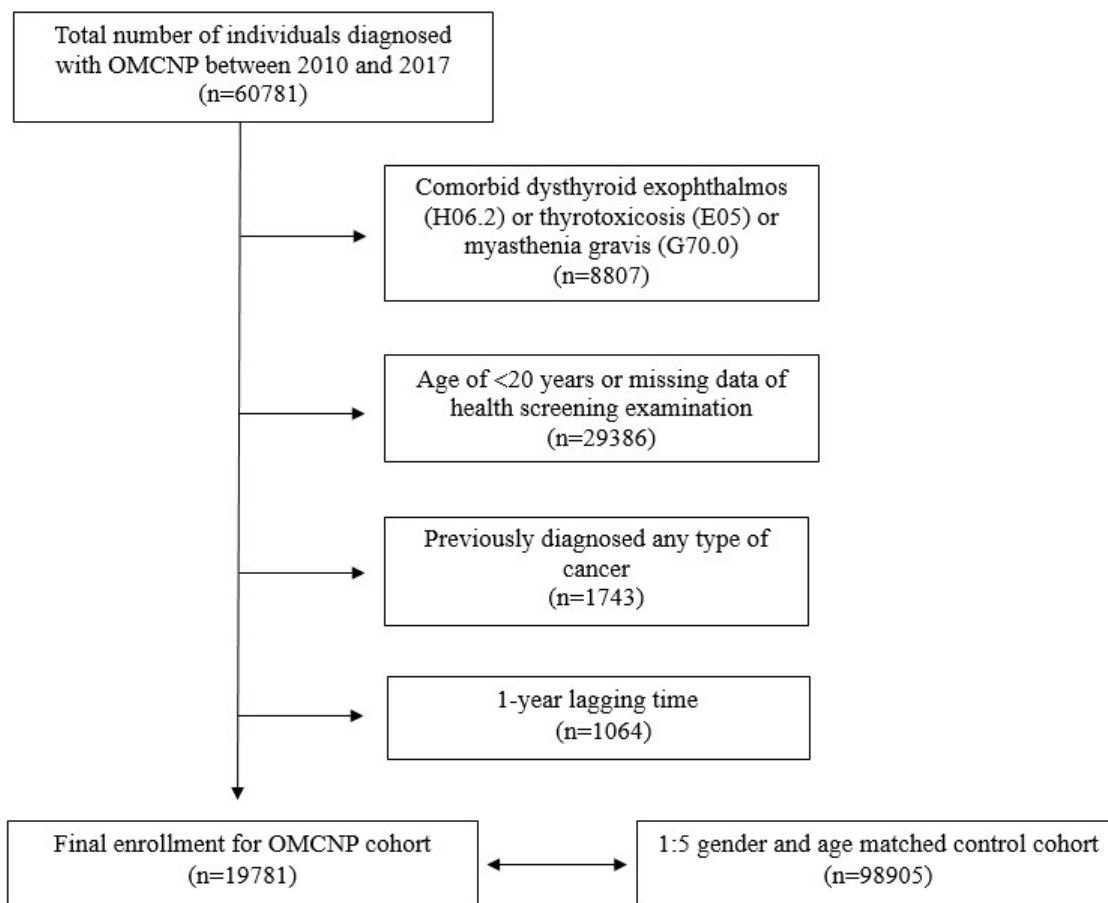 Total number of individuals diagnosed
with OMCNP between 2010 and 2017
(n=60781)
Comorbid dysthyroid exophthalmos
(H06.2) or thyrotoxicosis (E05) or
myasthenia gravis (G70.0)
(n=8807)
Age of <20 years or missing data of
health screening examination
(n=29386)
Previously diagnosed any type of
cancer
(n=1743)
1-year lagging time
(n=1064)
Final enrollment for OMCNP cohort
(n=19781)
1:5 gender and age matched control cohort
(n=98905)